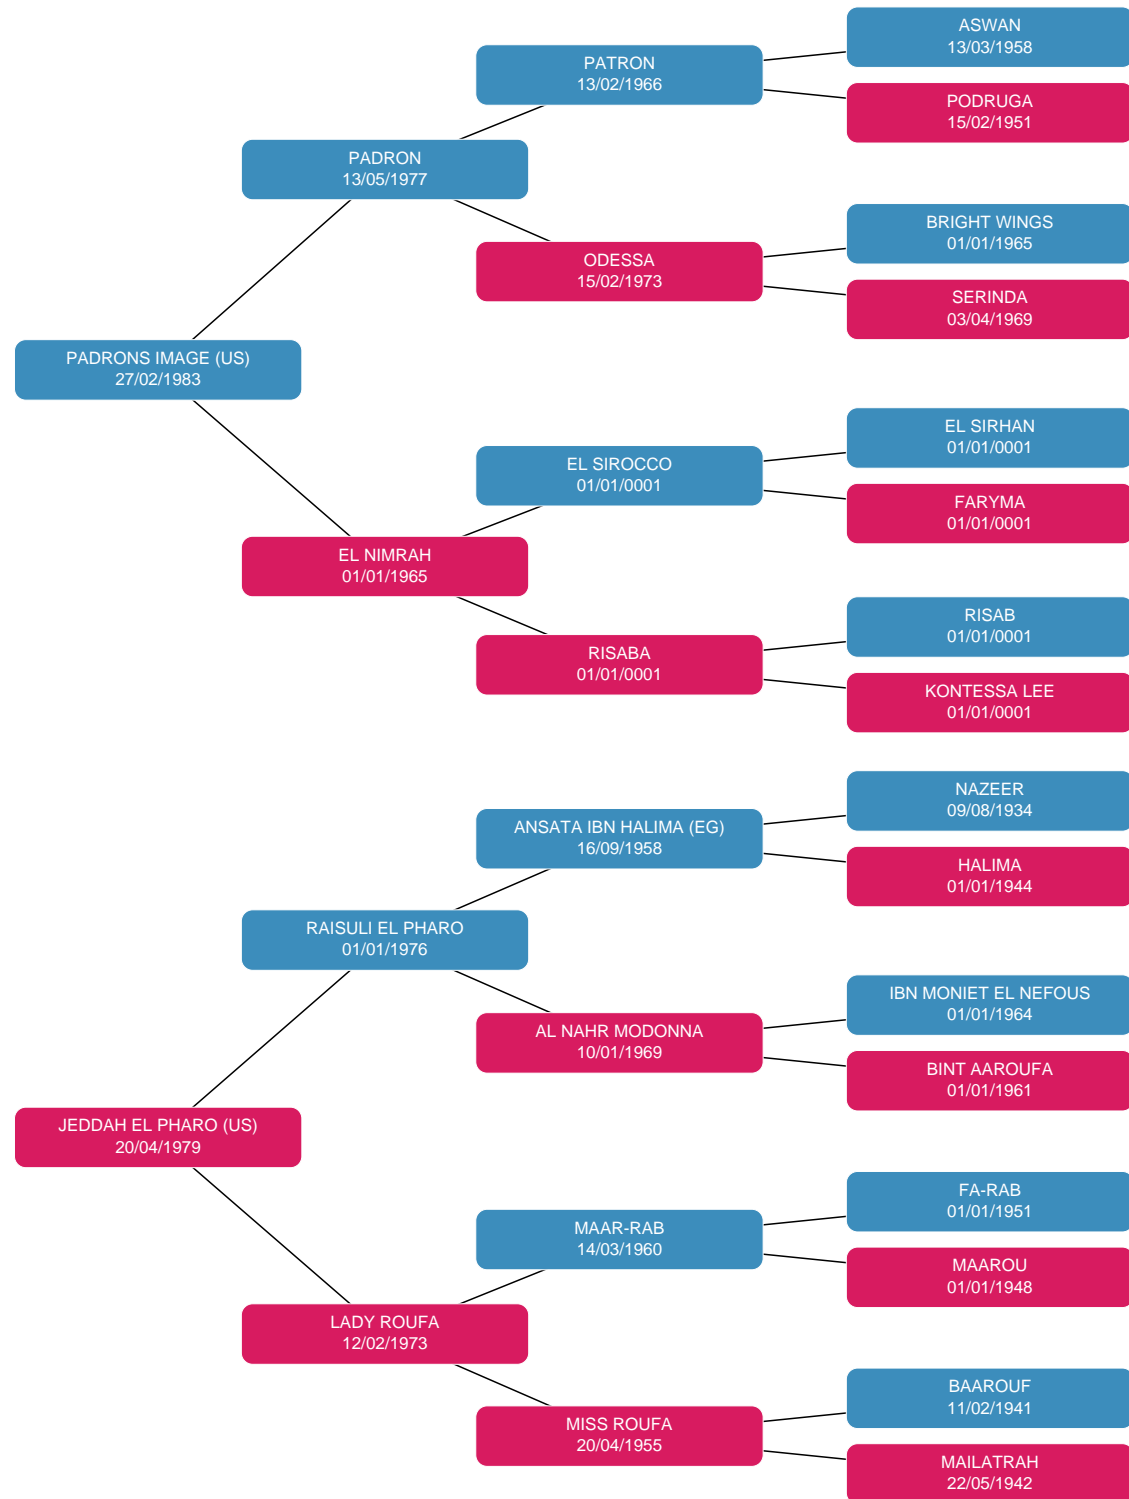 ASWAN
13/03/1958
PATRON
13/02/1966
PODRUGA
15/02/1951
PADRON
13/05/1977
BRIGHT WINGS
01/01/1965
ODESSA
15/02/1973
SERINDA
03/04/1969
PADRONS IMAGE (US)
27/02/1983
EL SIRHAN
01/01/0001
EL SIROCCO
01/01/0001
FARYMA
01/01/0001
EL NIMRAH
01/01/1965
RISAB
01/01/0001
RISABA
01/01/0001
KONTESSA LEE
01/01/0001
NAZEER
09/08/1934
ANSATA IBN HALIMA (EG)
16/09/1958
HALIMA
01/01/1944
RAISULI EL PHARO
01/01/1976
IBN MONIET EL NEFOUS
01/01/1964
AL NAHR MODONNA
10/01/1969
BINT AAROUFA
01/01/1961
JEDDAH EL PHARO (US)
20/04/1979
FA-RAB
01/01/1951
MAAR-RAB
14/03/1960
MAAROU
01/01/1948
LADY ROUFA
12/02/1973
BAAROUF
11/02/1941
MISS ROUFA
20/04/1955
MAILATRAH
22/05/1942